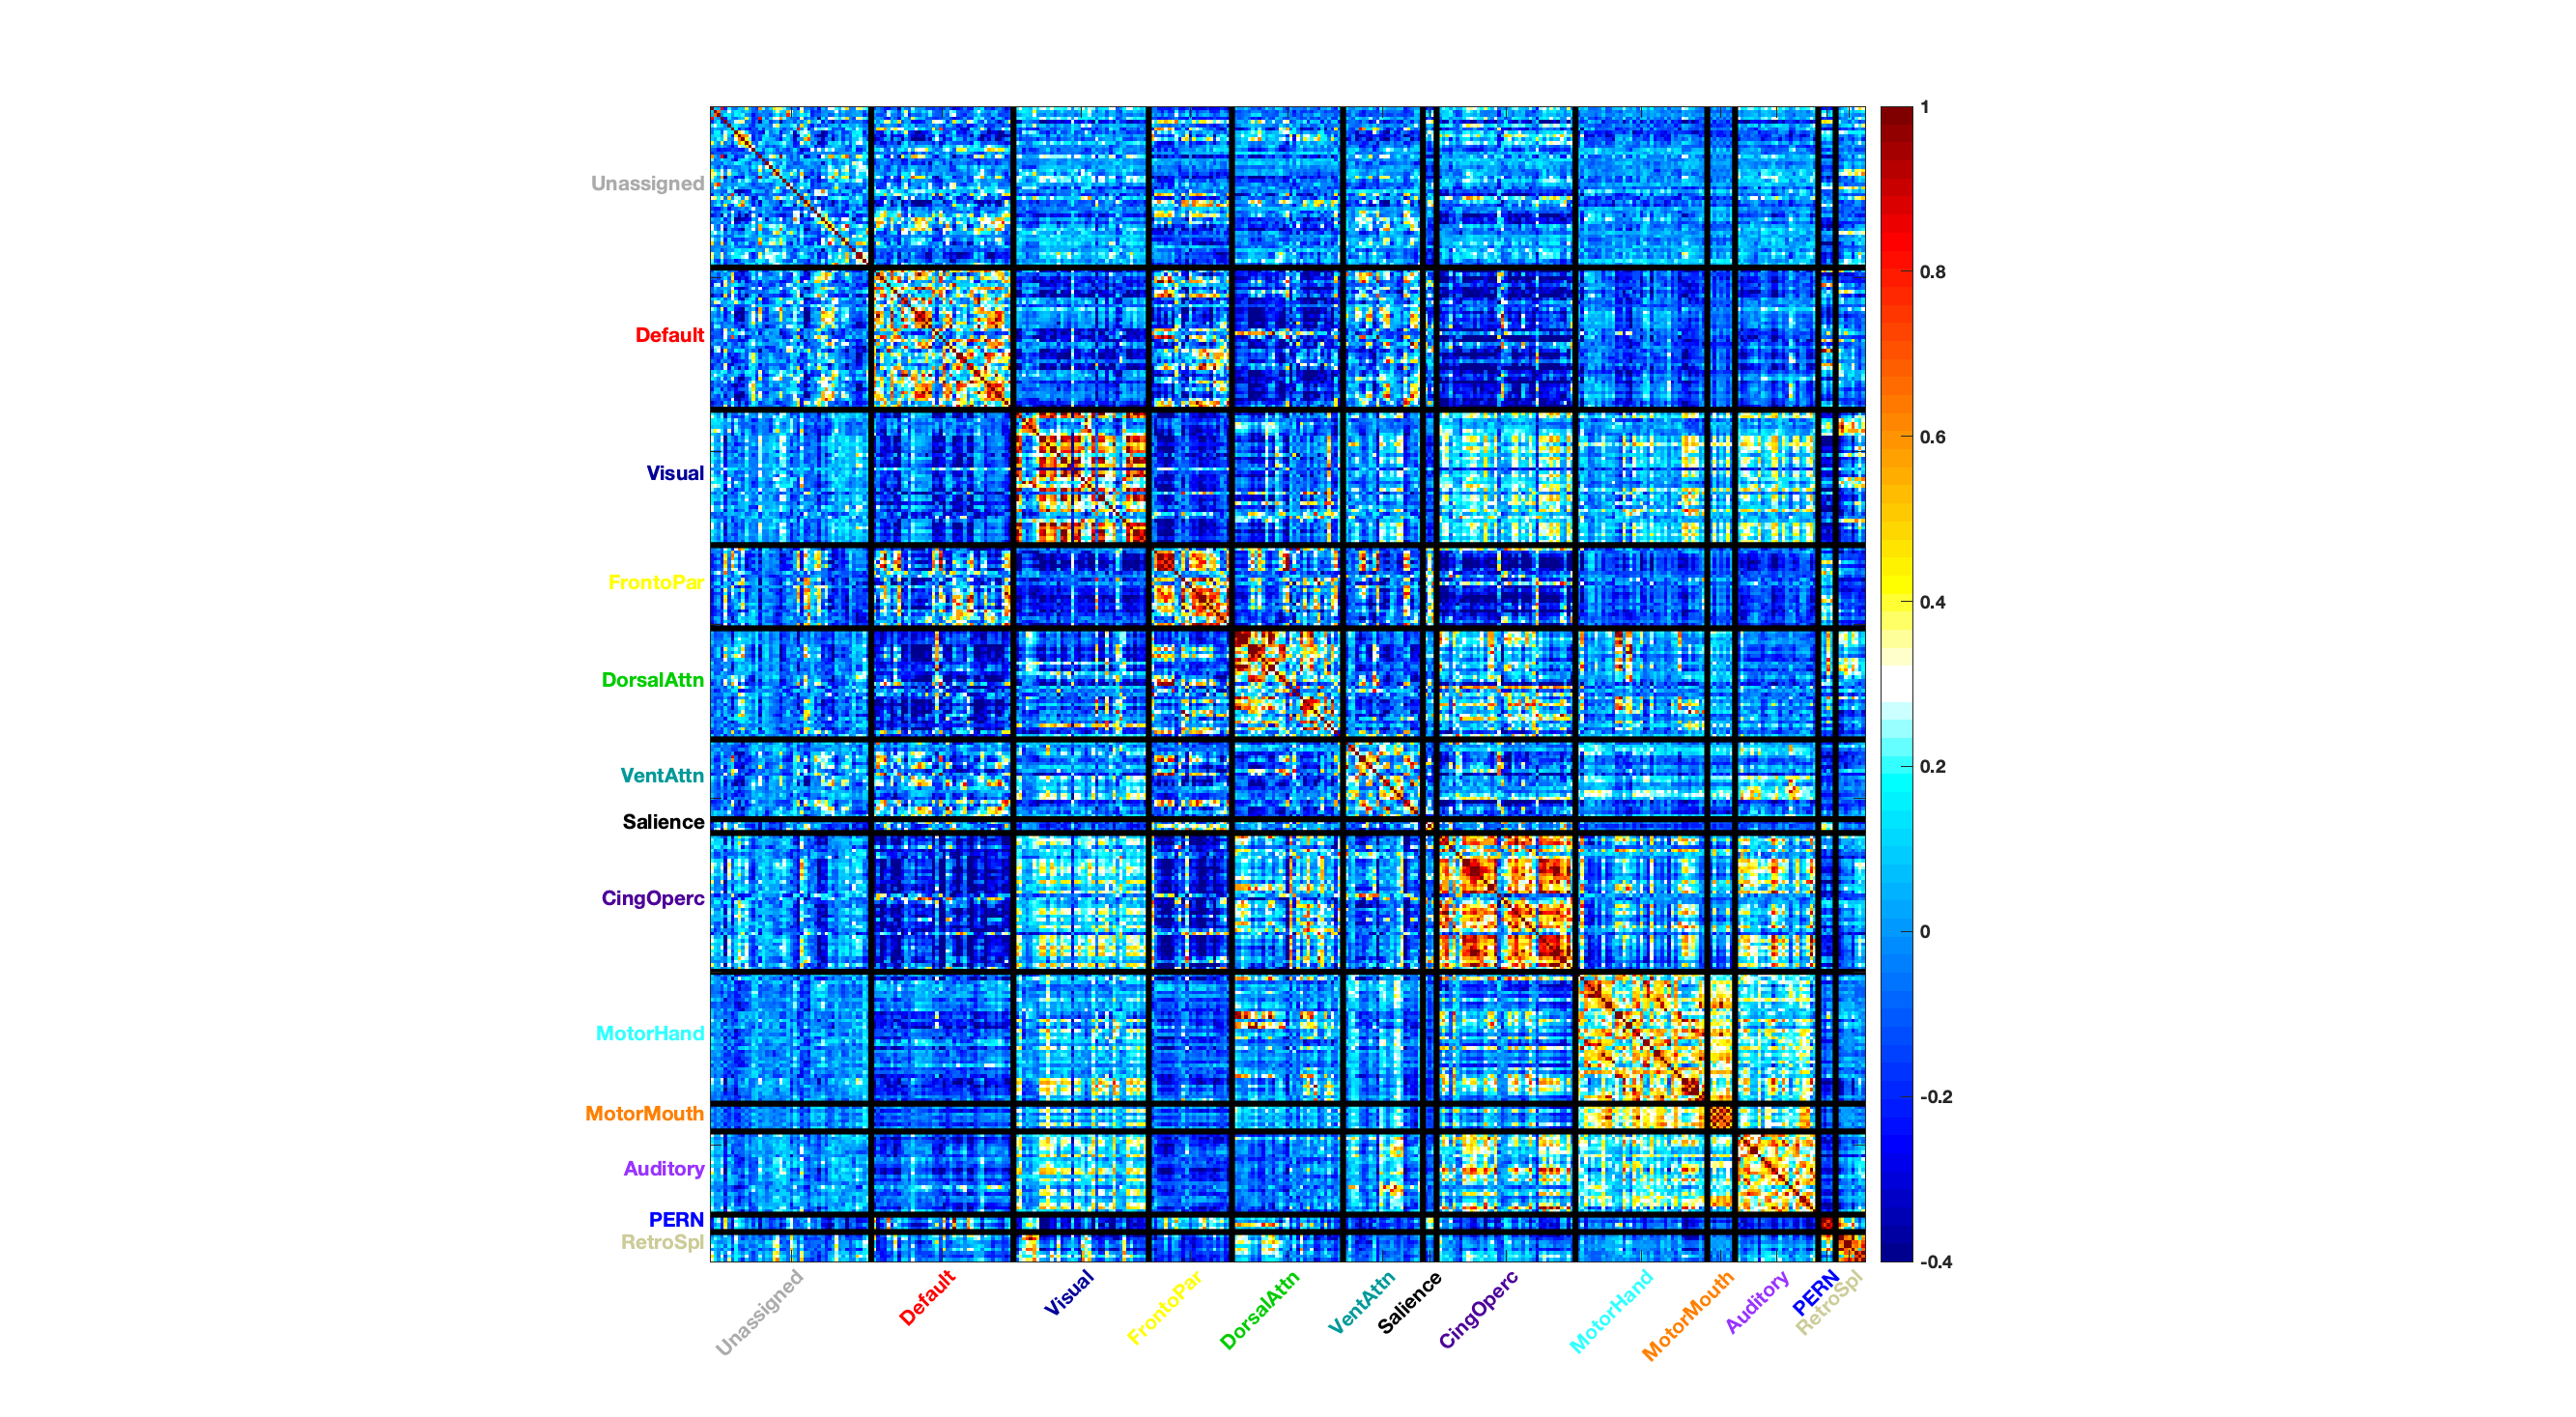 Unassigned
Default
Visual
FrontoPar
DorsalAttn
VentAttn
Salience
CingOperc
MotorHand
MotorMouth
Auditory
PERN
RetroSpl
Unassigned
Default
Visual
FrontoPar
DorsalAttn
VentAttn
Salience
CingOperc
MotorHand
MotorMouth
Auditory
PERN
RetroSpl
1
0.8
0.6
0.4
0.2
0
-0.2
-0.4